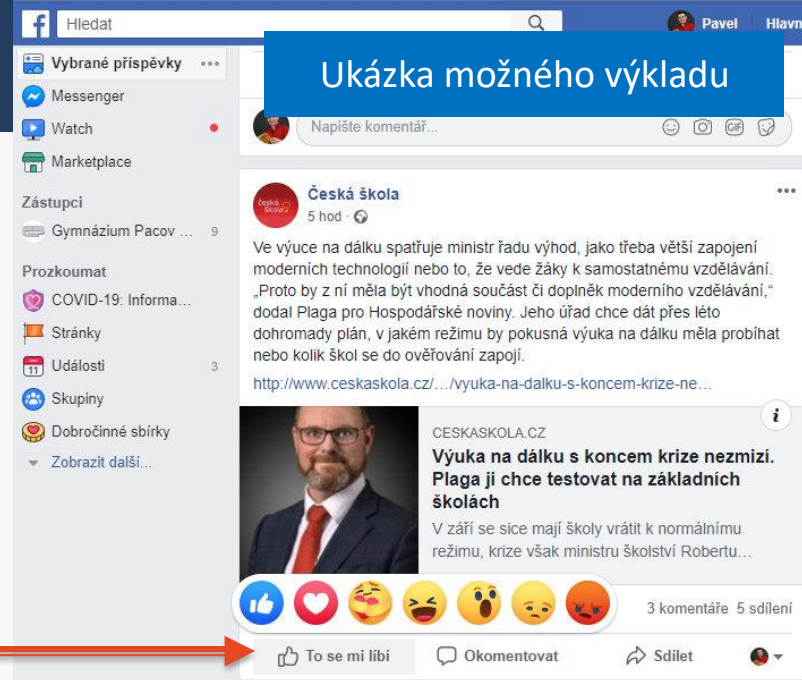 f
Hledat
Pavel
Hlavn
Ukázka možného výkladu
Vybrané příspěvky
Messenger
Watch
Marketplace
Zástupci
Gymnázium Pacov ... 9
Prozkoumat
COVID-19: Informa...
Stránky
11 Události 3
Skupiny
Dobročinné sbírky
Zobrazit další...
Napište komentář...
GIF
česká škola
Česká škola
5 hod ·
Ve výuce na dálku spatřuje ministr řadu výhod, jako třeba větší zapojení
moderních technologií nebo to, že vede žáky k samostatnému vzdělávání.
„Proto by z ní měla být vhodná součást či doplněk moderního vzdělávání,“
dodal Plaga pro Hospodářské noviny. Jeho úřad chce dát přes léto
dohromady plán, v jakém režimu by pokusná výuka na dálku měla probíhat
nebo kolik škol se do ověřování zapojí.
http://www.ceskaskola.cz/…/vyuka-na-dalku-s-koncem-krize-ne…
i
CESKASKOLA.CZ
Výuka na dálku s koncem krize nezmizí.
Plaga ji chce testovat na základních
školách
V září se sice mají školy vrátit k normálnímu
režimu, krize však ministru školství Robertu…
3 komentáře 5 sdílení
To se mi líbí
Okomentovat
Sdílet